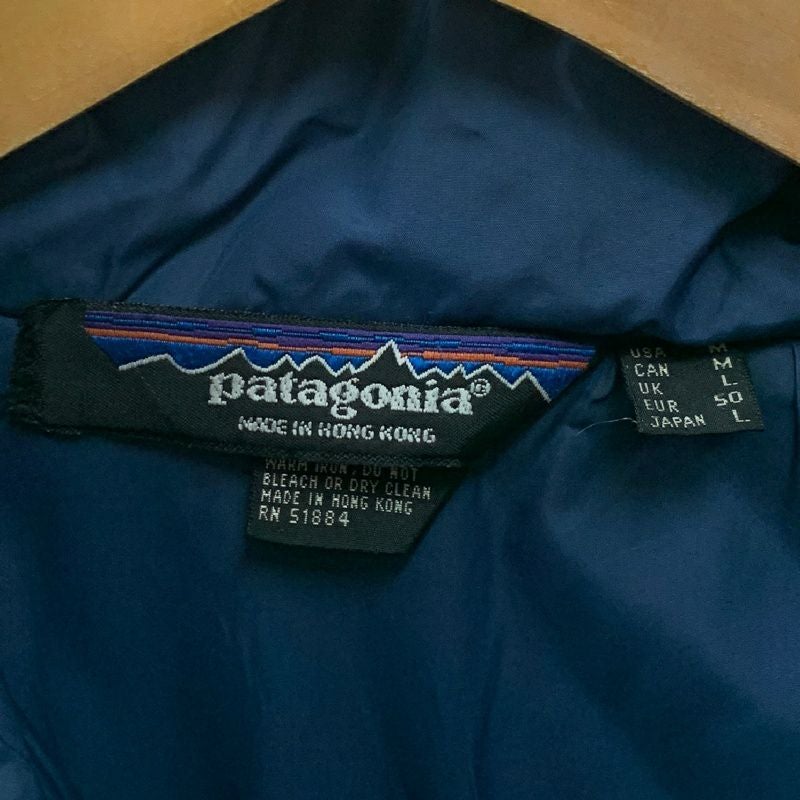 patagonia®
MADE IN HONG KONG
WARM IRON, DO NOT
BLEACH OR DRY CLEAN
MADE IN HONG KONG
RN 51884
USA M
CAN M
UK L
EUR 50
JAPAN L